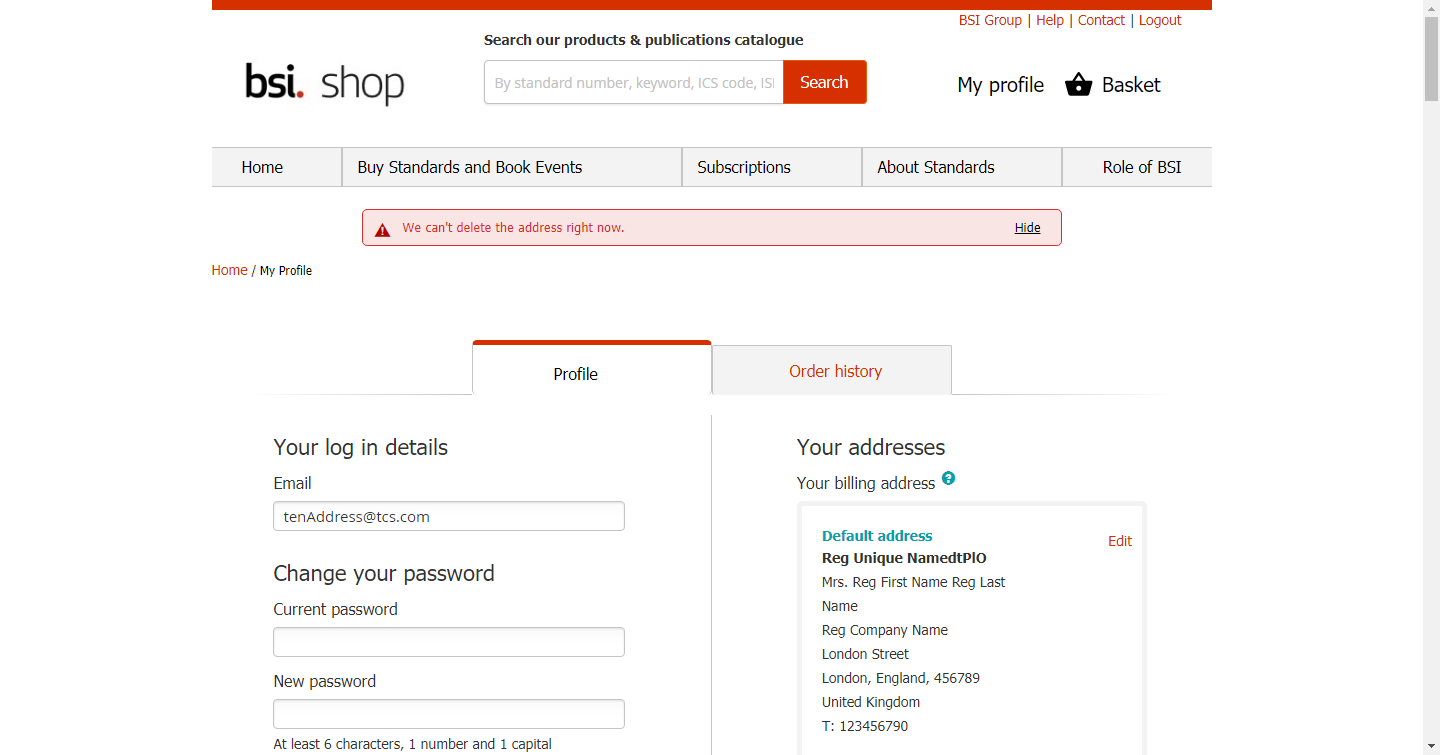 BSI Group | Help | Contact | Logout
Search our products & publications catalogue
bsi. shop
By standard number, keyword, ICS code, ISI
Search
My profile
Basket
Home
Buy Standards and Book Events
Subscriptions
About Standards
Role of BSI
We can't delete the address right now.
Hide
Home / My Profile
Profile
Order history
Your log in details
Email
tenAddress@tcs.com
Change your password
Current password
New password
At least 6 characters, 1 number and 1 capital
Your addresses
Your billing address ?
Default address
Edit
Reg Unique NamedtPlO
Mrs. Reg First Name Reg Last
Name
Reg Company Name
London Street
London, England, 456789
United Kingdom
T: 123456790